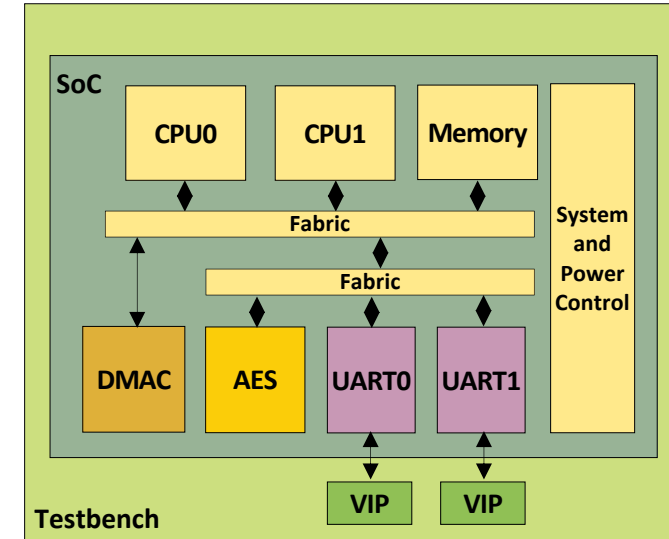 SoC
CPU0
CPU1
Memory
System
and
Power
Control
Fabric
Fabric
DMAC
AES
UART0
UART1
VIP
VIP
Testbench